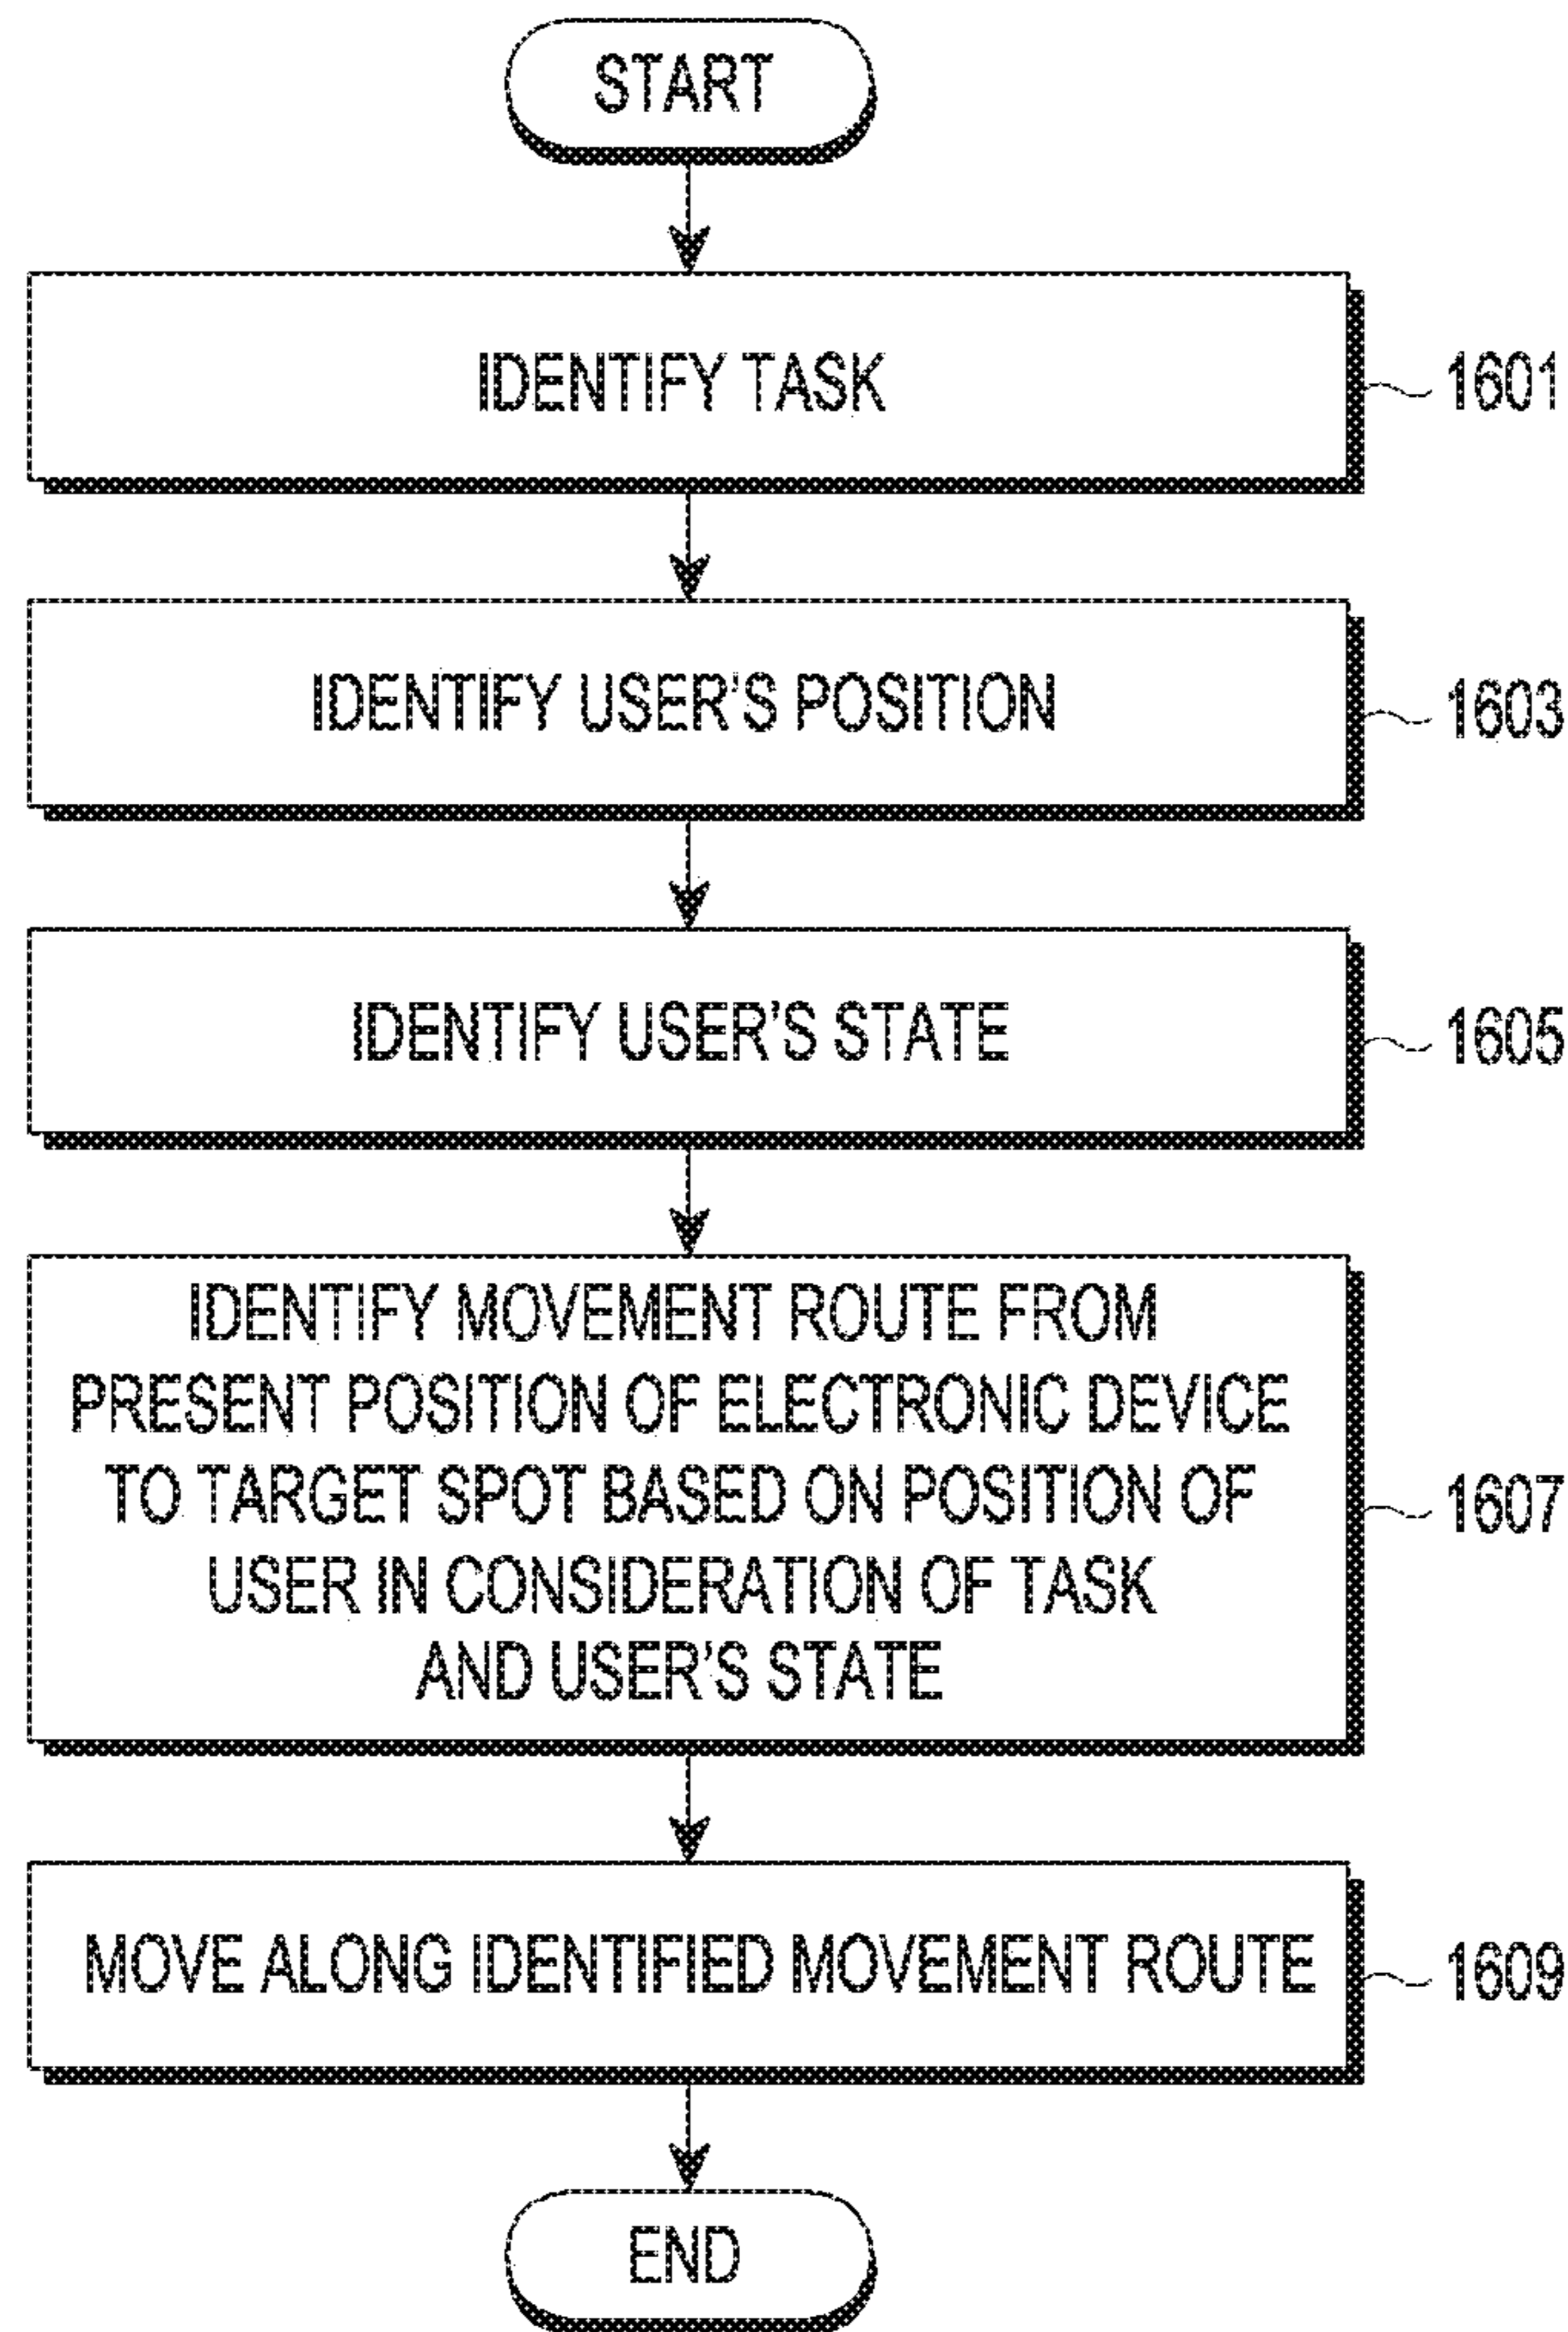 START
IDENTIFY TASK
1601
IDENTIFY USER'S POSITION
1603
IDENTIFY USER'S STATE
1605
IDENTIFY MOVEMENT ROUTE FROM
PRESENT POSITION OF ELECTRONIC DEVICE
TO TARGET SPOT BASED ON POSITION OF
USER IN CONSIDERATION OF TASK
AND USER'S STATE
1607
MOVE ALONG IDENTIFIED MOVEMENT ROUTE
1609
END